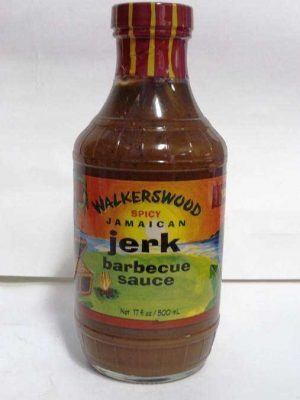 WALKERSWOOD
SPICY
JAMAICAN
jerk
barbecue
sauce
Net 17 fl oz / 500 mL